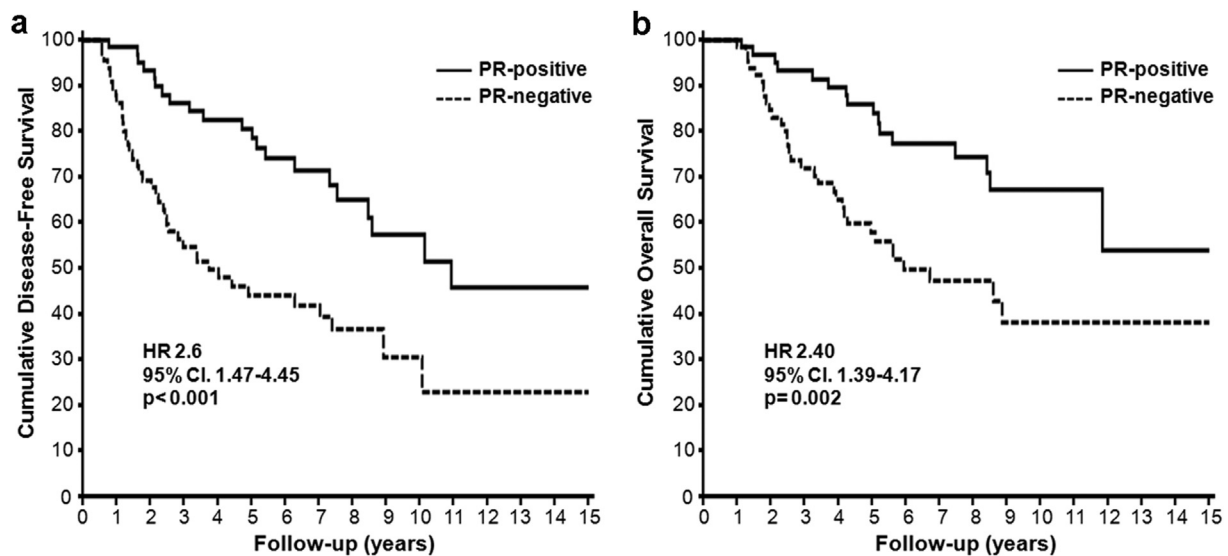 a
Cumulative Disease-Free Survival
100
90
80
70
60
50
40
30
20
10
0
PR-positive
PR-negative
HR 2.6
95% CI. 1.47-4.45
p< 0.001
0 1 2 3 4 5 6 7 8 9 10 11 12 13 14 15
Follow-up (years)
b
Cumulative Overall Survival
100
90
80
70
60
50
40
30
20
10
0
PR-positive
PR-negative
HR 2.40
95% CI. 1.39-4.17
p= 0.002
0 1 2 3 4 5 6 7 8 9 10 11 12 13 14 15
Follow-up (years)